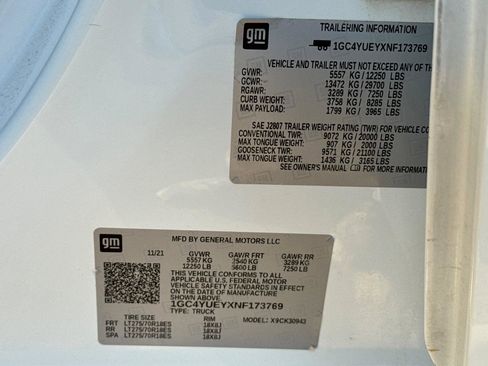 gm
TRAILERING INFORMATION
1GC4YUEYXNF173769
VEHICLE AND TRAILER MUST NOT EXCEED ANY OF TH
GVWR: 5557 KG / 12250 LBS
GCWR: 13472 KG / 29700 LBS
RGAWR: 3289 KG / 7250 LBS
CURB WEIGHT: 3758 KG / 8285 LBS
MAX PAYLOAD: 1799 KG / 3965 LBS
SAE J2807 TRAILER WEIGHT RATING (TWR) FOR VEHICLE CO
CONVENTIONAL TWR: 9072 KG / 20000 LBS
MAX TONGUE WEIGHT: 907 KG / 2000 LBS
GOOSENECK TWR: 9571 KG / 21100 LBS
MAX TONGUE WEIGHT: 1436 KG / 3165 LBS
SEE OWNER'S MANUAL FOR MORE INFORMA
gm
MFD BY GENERAL MOTORS LLC
11/21 GVWR GAWR FRT GAWR RR
5557 KG 2540 KG 3289 KG
12250 LB 5600 LB 7250 LB
THIS VEHICLE CONFORMS TO ALL
APPLICABLE U.S. FEDERAL MOTOR
VEHICLE SAFETY STANDARDS IN EFFECT
ON THE DATE OF MANUFACTURE
SHOWN ABOVE.
1GC4YUEYXNF173769
TYPE: TRUCK
TIRE SIZE RIM MODEL: X9CK30943
FRT LT275/70R18ES 18X8J
RR LT275/70R18ES 18X8J
SPA LT275/70R18ES 18X8J